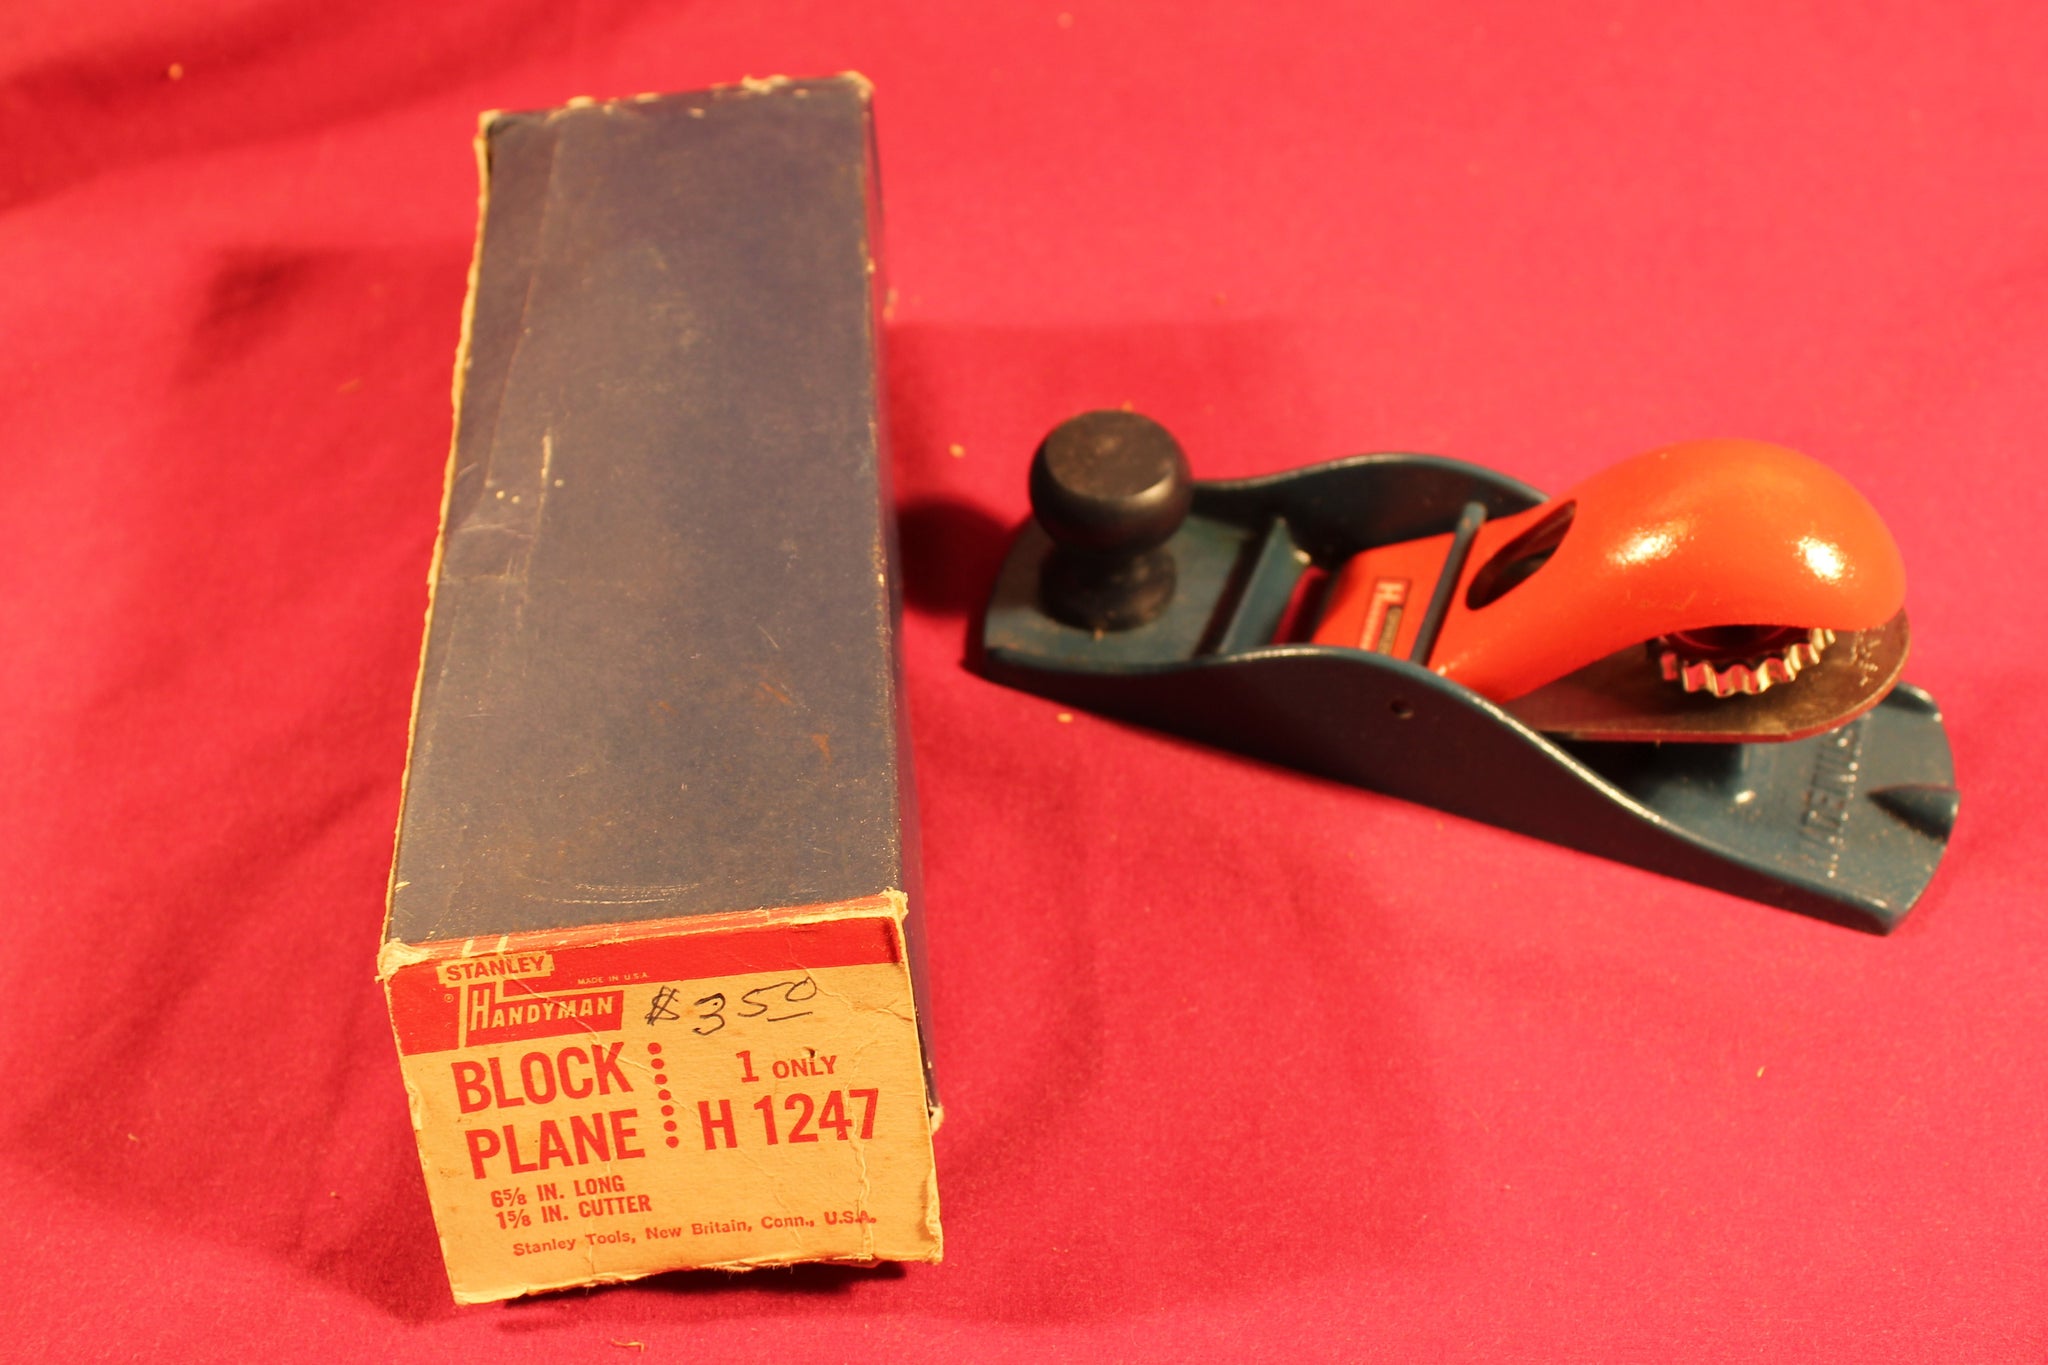 STANLEY
MADE IN U.S.A.
® HANDYMAN
$3.50
BLOCK
PLANE
1 ONLY
H 1247
6⅝ IN. LONG
1⅝ IN. CUTTER
Stanley Tools, New Britain, Conn., U.S.A.